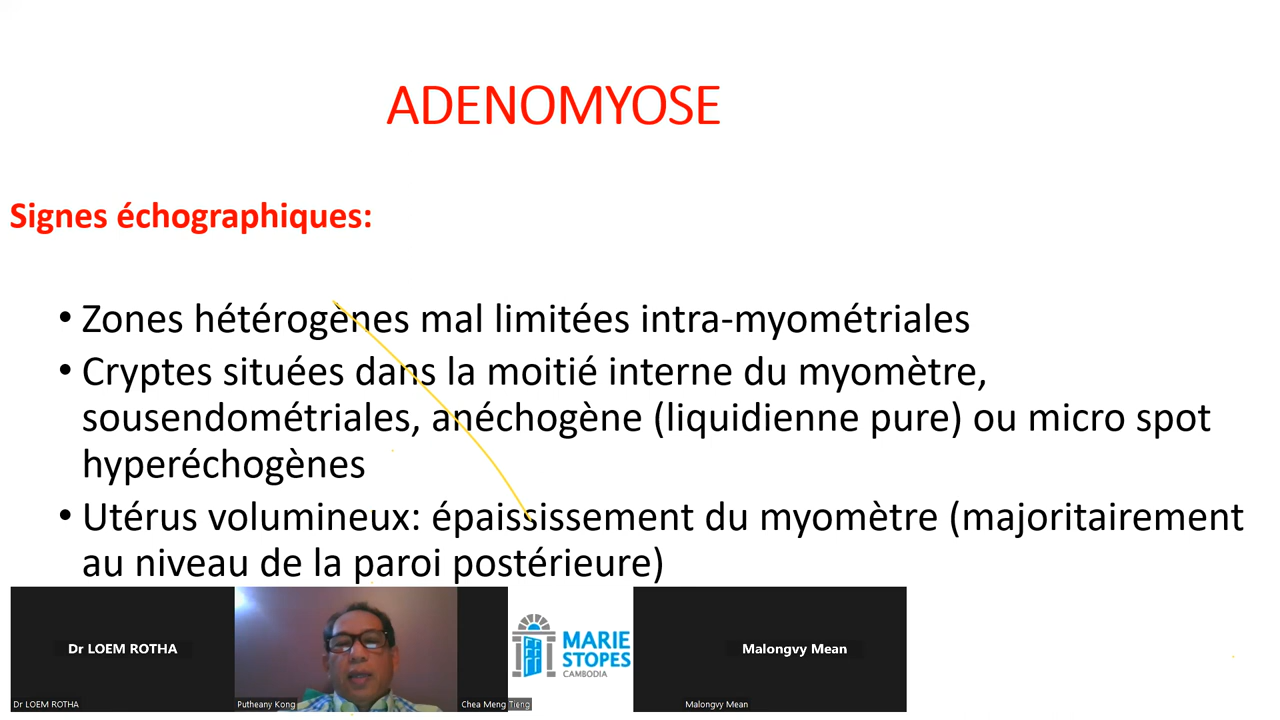 ADENOMYOSE
Signes échographiques:
• Zones hétérogènes mal limitées intra-myométriales
• Cryptes situées dans la moitié interne du myomètre,
sousendométriales, anéchogène (liquidienne pure) ou micro spot
hyperéchogènes
• Utérus volumineux: épaississement du myomètre (majoritairement
au niveau de la paroi postérieure)
Dr LOEM ROTHA
MARIE
STOPES
CAMBODIA
Malongvy Mean
Dr LOEM ROTHA
Putheany Kong
Chea Meng Tieng
Malongvy Mean